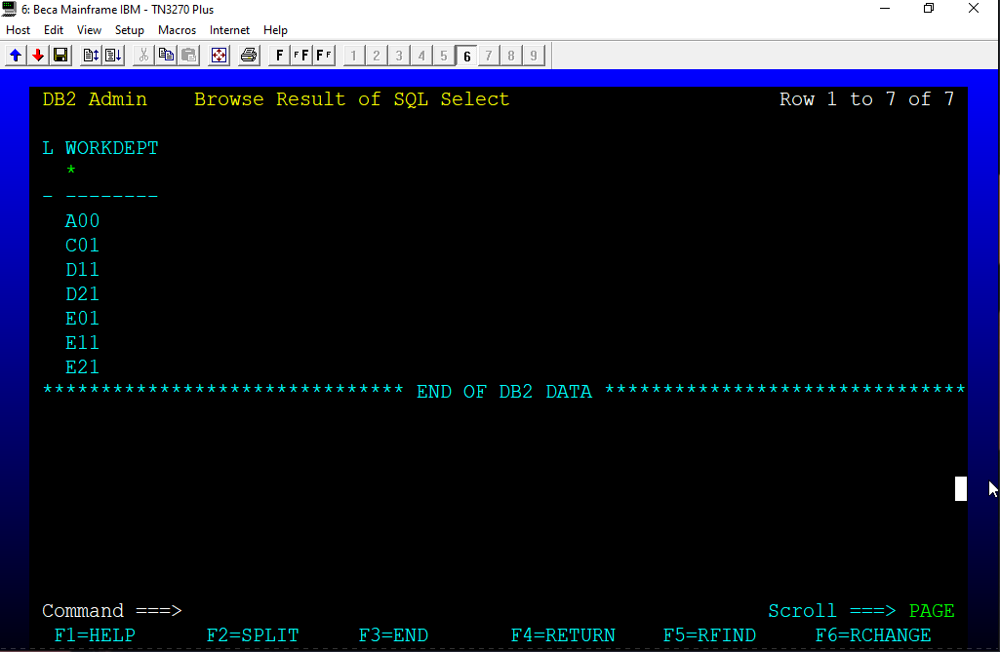 6: Beca Mainframe IBM - TN3270 Plus
Host Edit View Setup Macros Internet Help
F FF FF 1 2 3 4 5 6 7 8 9
DB2 Admin    Browse Result of SQL Select    Row 1 to 7 of 7
L WORKDEPT
*
- --------
A00
C01
D11
D21
E01
E11
E21
******************************* END OF DB2 DATA *******************************
Command ===>    Scroll ===> PAGE
F1=HELP    F2=SPLIT    F3=END    F4=RETURN    F5=RFIND    F6=RCHANGE